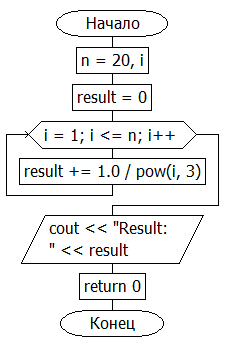 Начало
n = 20, i
result = 0
i = 1; i <= n; i++
result += 1.0 / pow(i, 3)
cout << "Result:
" << result
return 0
Конец